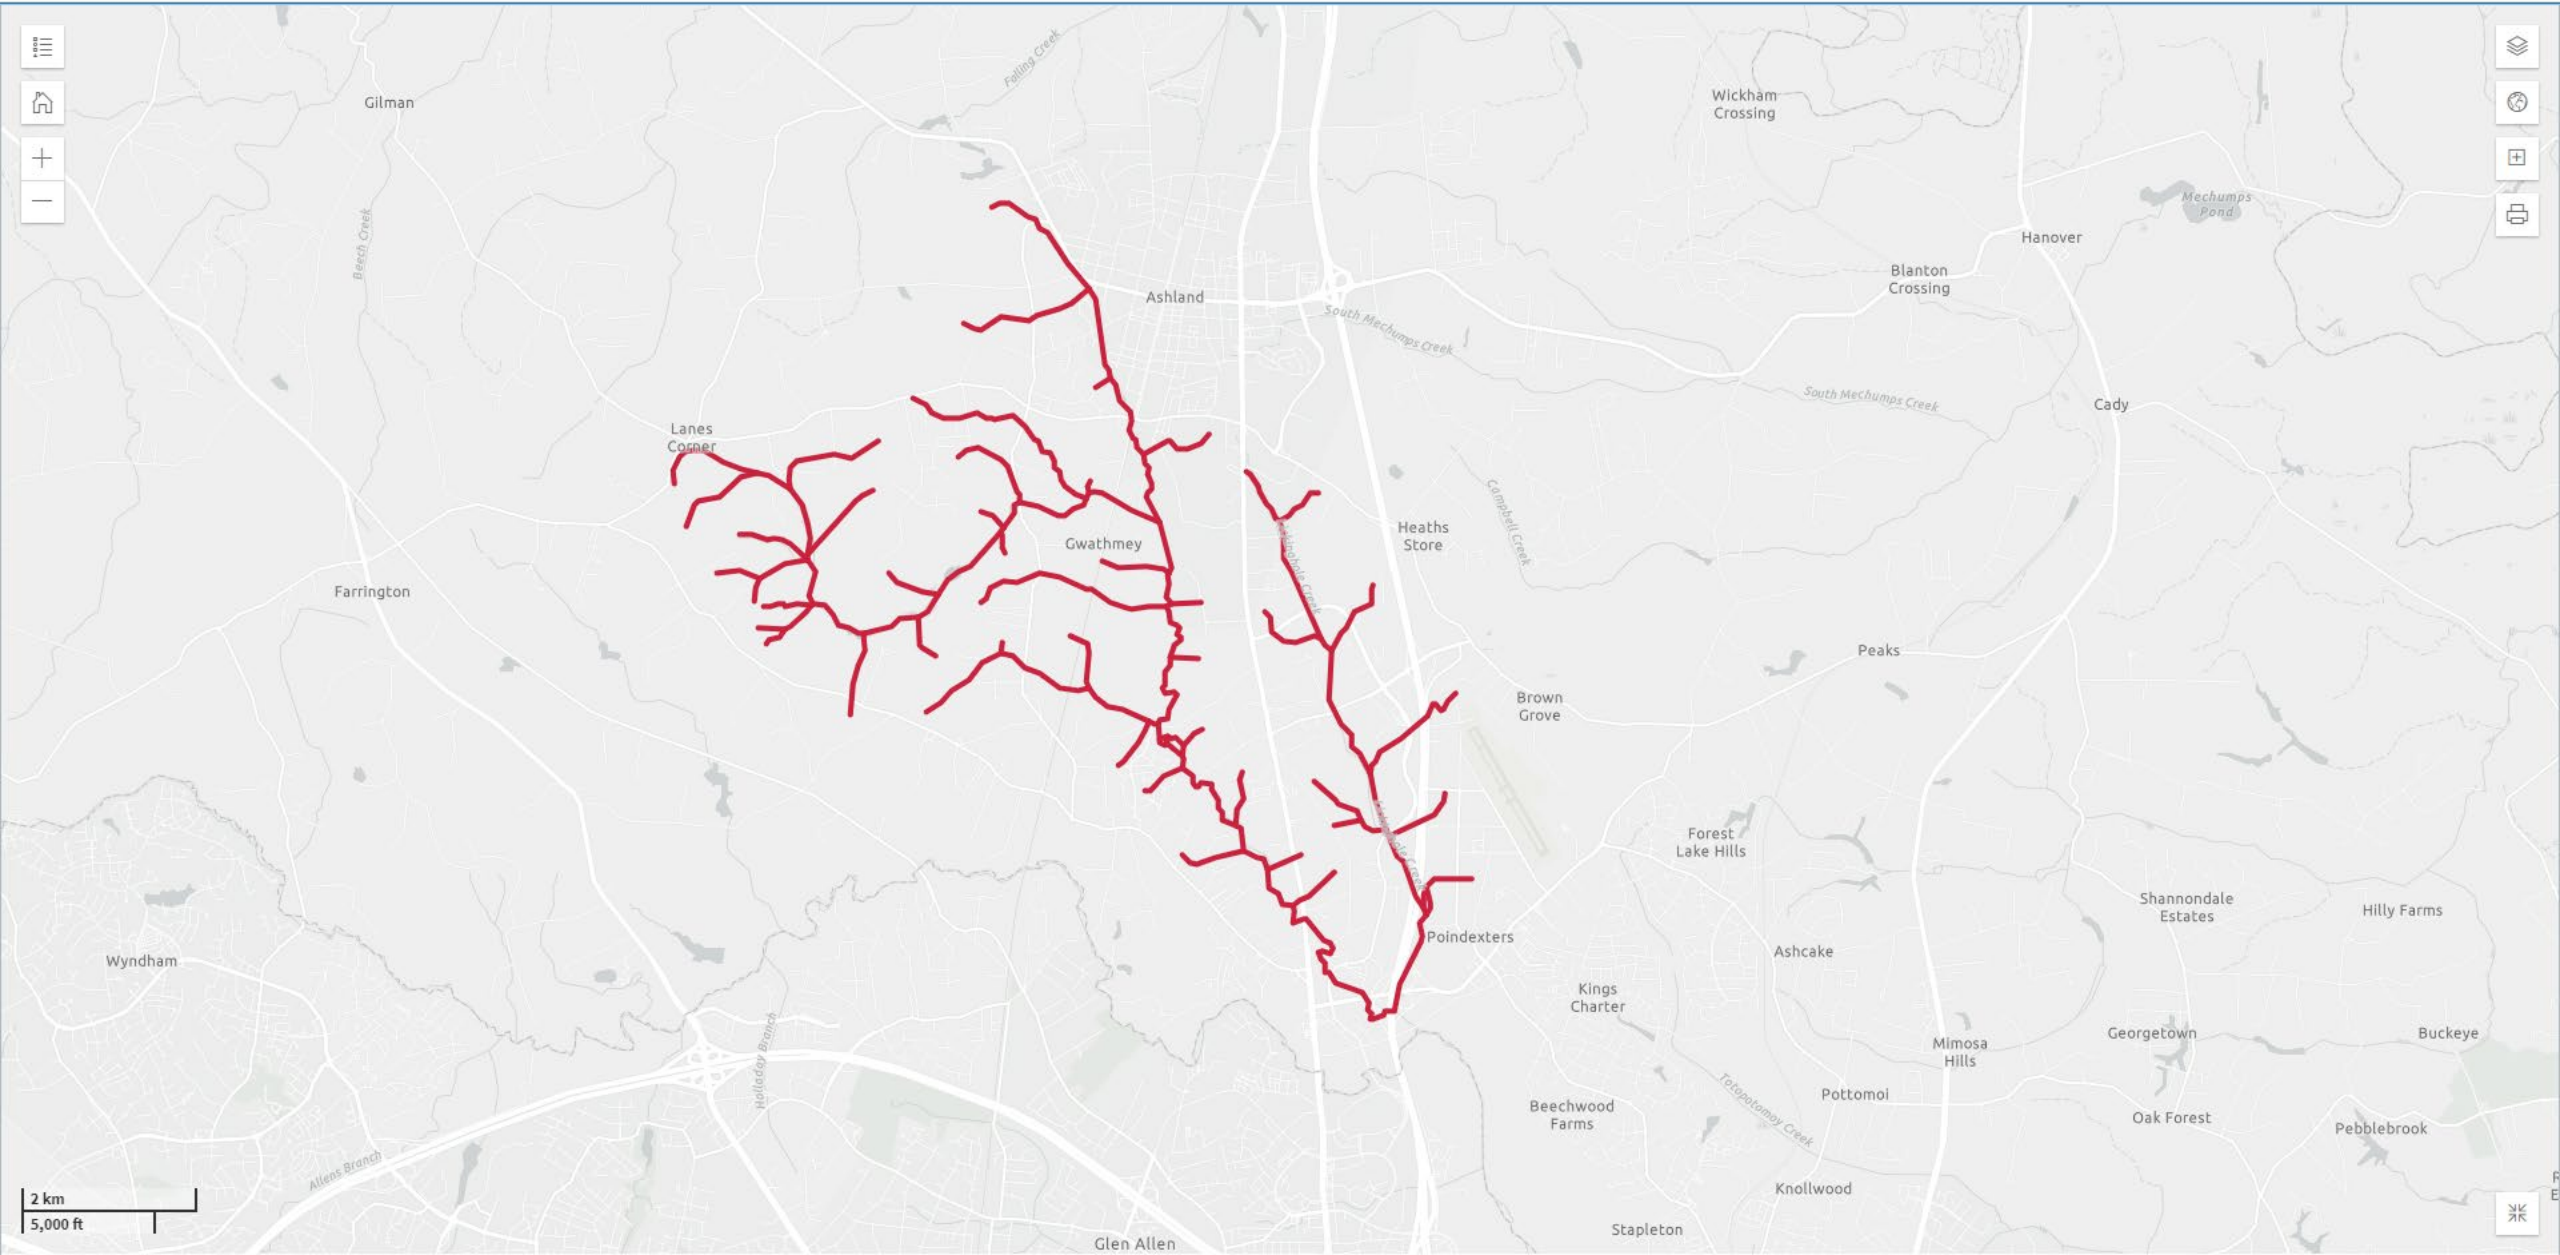 Falling Creek
Gilman
Wickham
Crossing
Mechumps
Pond
Beech Creek
Hanover
Blanton
Crossing
Ashland
South Mechumps Creek
South Mechumps Creek
Cady
Lanes
Corner
Campbell Creek
Heaths
Store
Gwathmey
Farrington
Peaks
Brown
Grove
Forest
Lake Hills
Shannondale
Estates
Hilly Farms
Poindexters
Ashcake
Wyndham
Kings
Charter
Georgetown
Buckeye
Mimosa
Hills
Holladay Branch
Totopotomoy Creek
Pottomoi
Beechwood
Farms
Oak Forest
Pebblebrook
Allens Branch
Knollwood
2 km
5,000 ft
Stapleton
Glen Allen